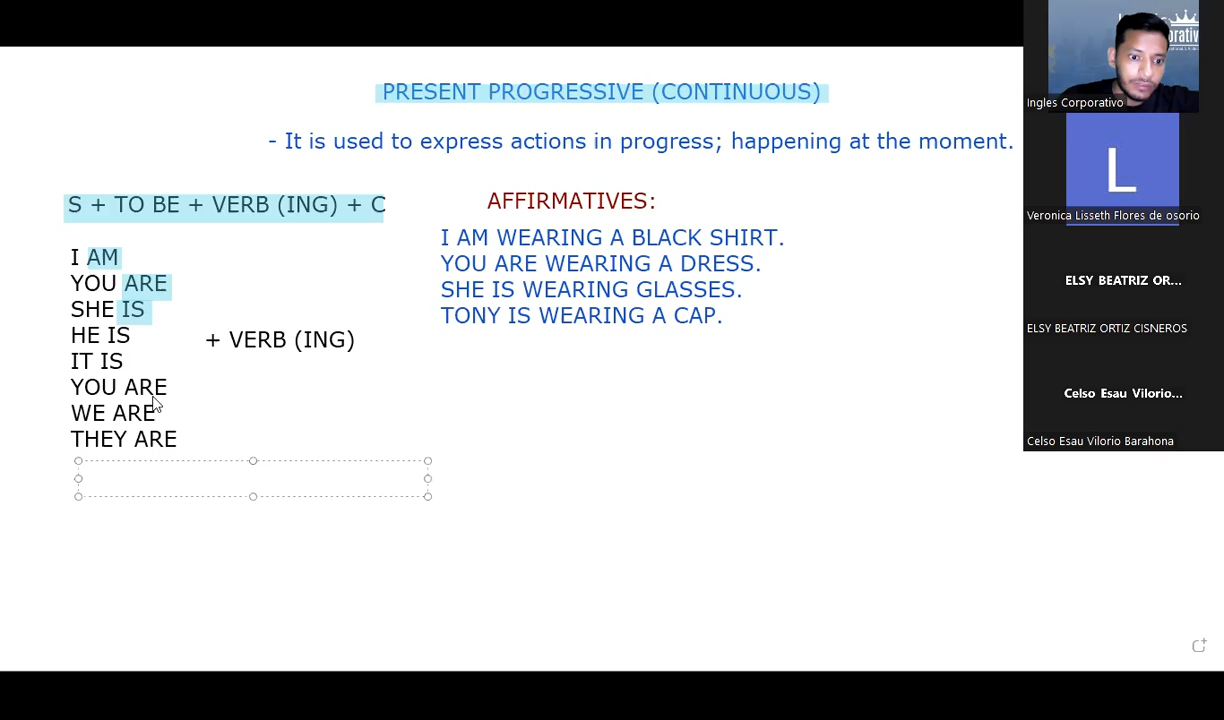 PRESENT PROGRESSIVE (CONTINUOUS)
- It is used to express actions in progress; happening at the moment.
S + TO BE + VERB (ING) + C
I AM
YOU ARE
SHE IS
HE IS
IT IS
YOU ARE
WE ARE
THEY ARE
+ VERB (ING)
AFFIRMATIVES:
I AM WEARING A BLACK SHIRT.
YOU ARE WEARING A DRESS.
SHE IS WEARING GLASSES.
TONY IS WEARING A CAP.
Ingles Corporativo
L
Veronica Lisseth Flores de osorio
ELSY BEATRIZ OR...
ELSY BEATRIZ ORTIZ CISNEROS
Celso Esau Vilorio...
Celso Esau Vilorio Barahona